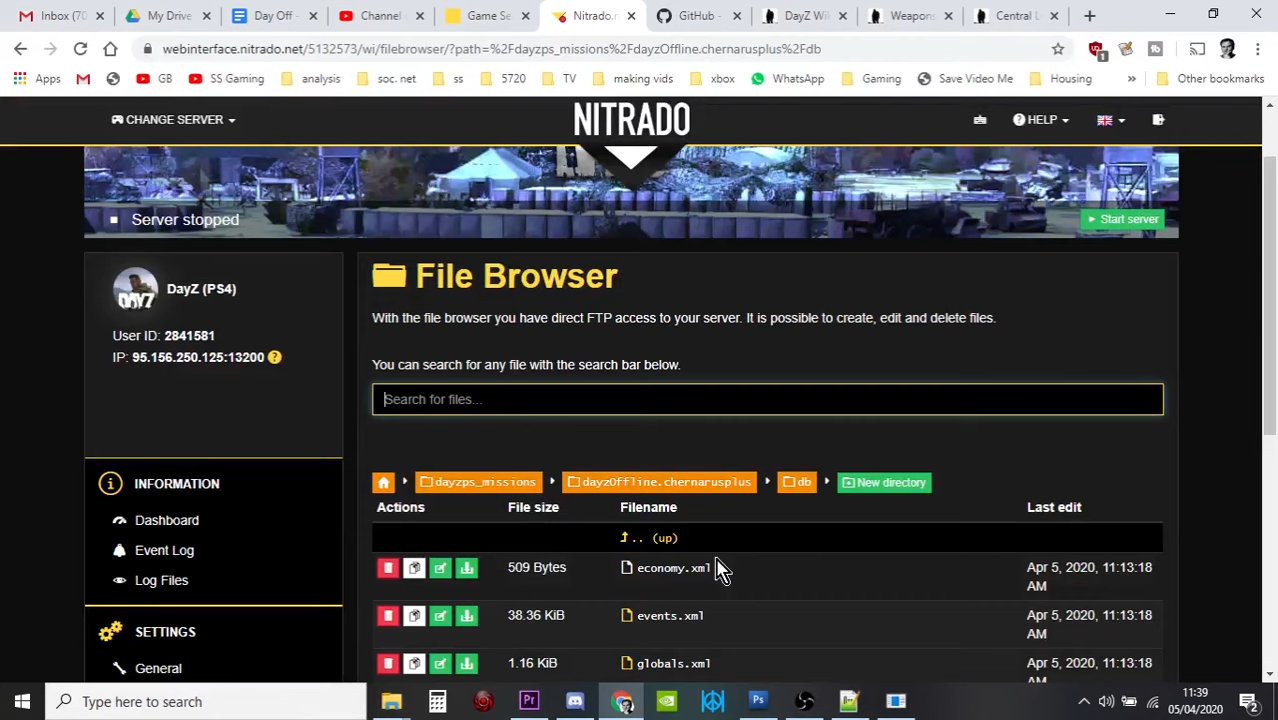 Inbox (70
My Drive
Day Off -
Channel
Game Sa
Nitrado.n
GitHub -
DayZ Wi
Weapons
Central L
webinterface.nitrado.net/5132573/wi/filebrowser/?path=%2Fdayzps_missions%2FdayzOffline.chernarusplus%2Fdb
1
Apps
GB
SS Gaming
analysis
soc. net
ss
5720
TV
making vids
xbox
WhatsApp
Gaming
Save Video Me
Housing
»
Other bookmarks
CHANGE SERVER
NITRADO
HELP
Server stopped
Start server
DAYZ
DayZ (PS4)
User ID: 2841581
IP: 95.156.250.125:13200
File Browser
With the file browser you have direct FTP access to your server. It is possible to create, edit and delete files.
You can search for any file with the search bar below.
Search for files...
dayzps_missions
dayzOffline.chernarusplus
db
New directory
Actions
File size
Filename
Last edit
.. (up)
509 Bytes
economy.xml
Apr 5, 2020, 11:13:18 AM
38.36 KiB
events.xml
Apr 5, 2020, 11:13:18 AM
1.16 KiB
globals.xml
Apr 5, 2020, 11:13:18
INFORMATION
Dashboard
Event Log
Log Files
SETTINGS
General
Type here to search
11:39
05/04/2020
2